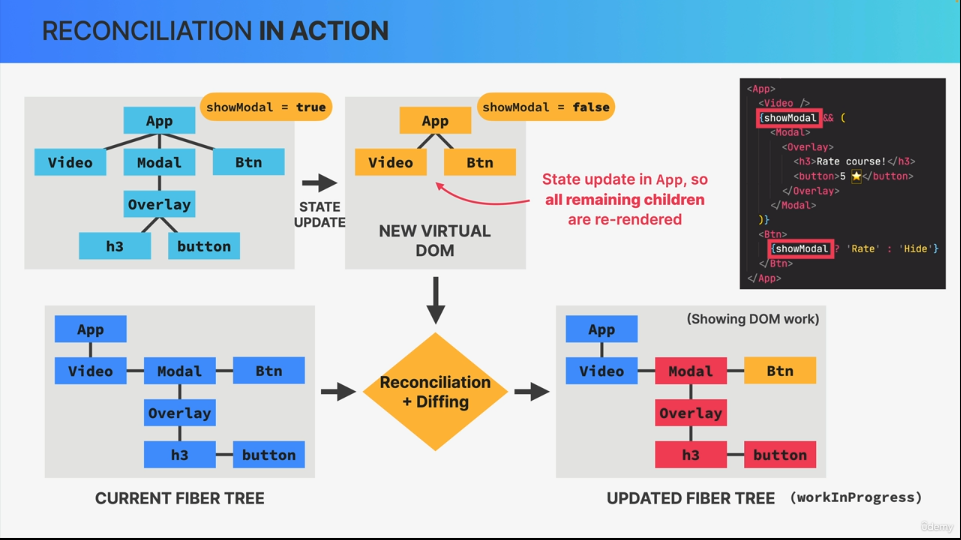 RECONCILIATION IN ACTION
showModal = true
App
Video
Modal
Btn
Overlay
h3
button
STATE
UPDATE
showModal = false
App
Video
Btn
NEW VIRTUAL
DOM
State update in App, so
all remaining children
are re-rendered
<App>
<Video />
{showModal && (
<Modal>
<Overlay>
<h3>Rate course!</h3>
<button>5 ⭐</button>
</Overlay>
</Modal>
)}
<Btn>
{showModal ? 'Rate' : 'Hide'}
</Btn>
</App>
App
Video
Modal
Btn
Overlay
h3
button
CURRENT FIBER TREE
Reconciliation
+ Diffing
(Showing DOM work)
App
Video
Modal
Btn
Overlay
h3
button
UPDATED FIBER TREE (workInProgress)
ûdemy